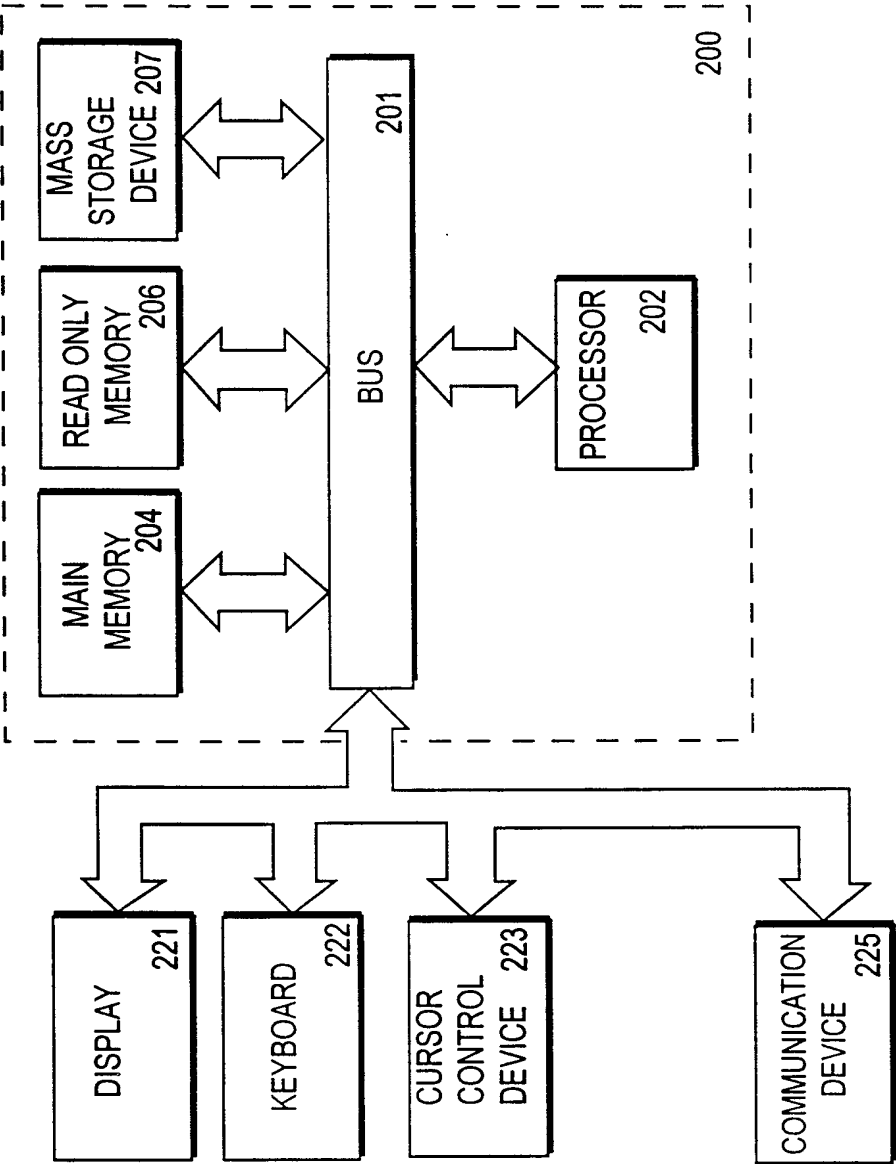 MAIN
MEMORY
204
READ ONLY
MEMORY
206
MASS
STORAGE
DEVICE 207
BUS
201
PROCESSOR
202
200
DISPLAY
221
KEYBOARD
222
CURSOR
CONTROL
DEVICE
223
COMMUNICATION
DEVICE
225